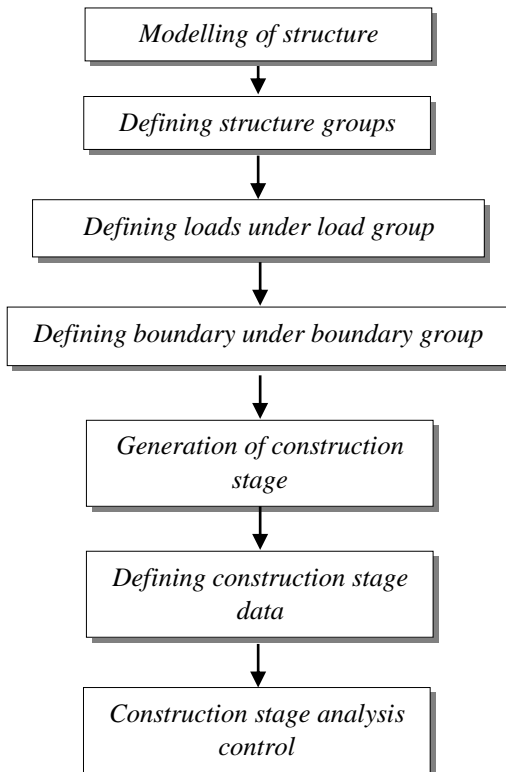 Modelling of structure
Defining structure groups
Defining loads under load group
Defining boundary under boundary group
Generation of construction
stage
Defining construction stage
data
Construction stage analysis
control